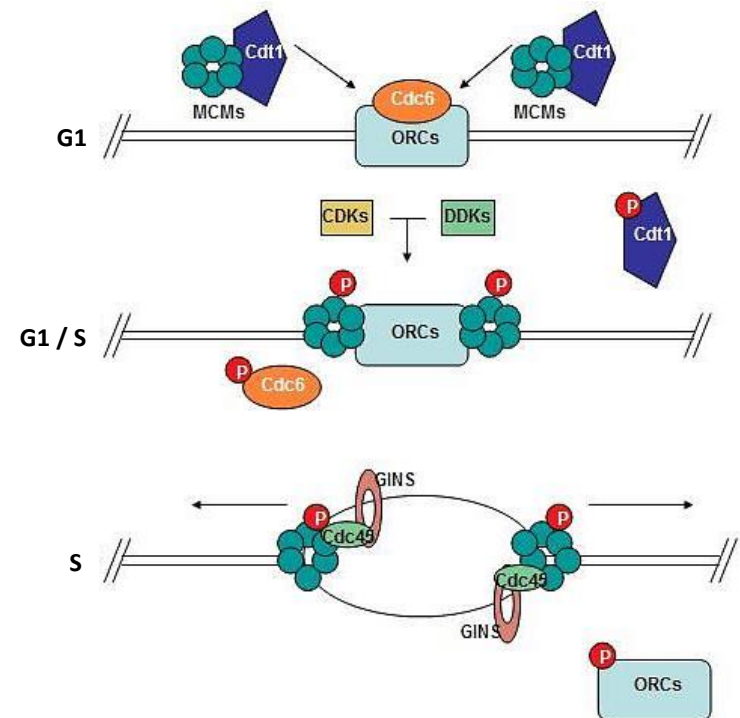 Cdt1
Cdt1
MCMs
Cdc6
MCMs
G1
ORCs
CDKs
DDKs
P
Cdt1
P
P
G1 / S
ORCs
P
Cdc6
GINS
P
P
Cdc45
S
Cdc45
GINS
P
ORCs